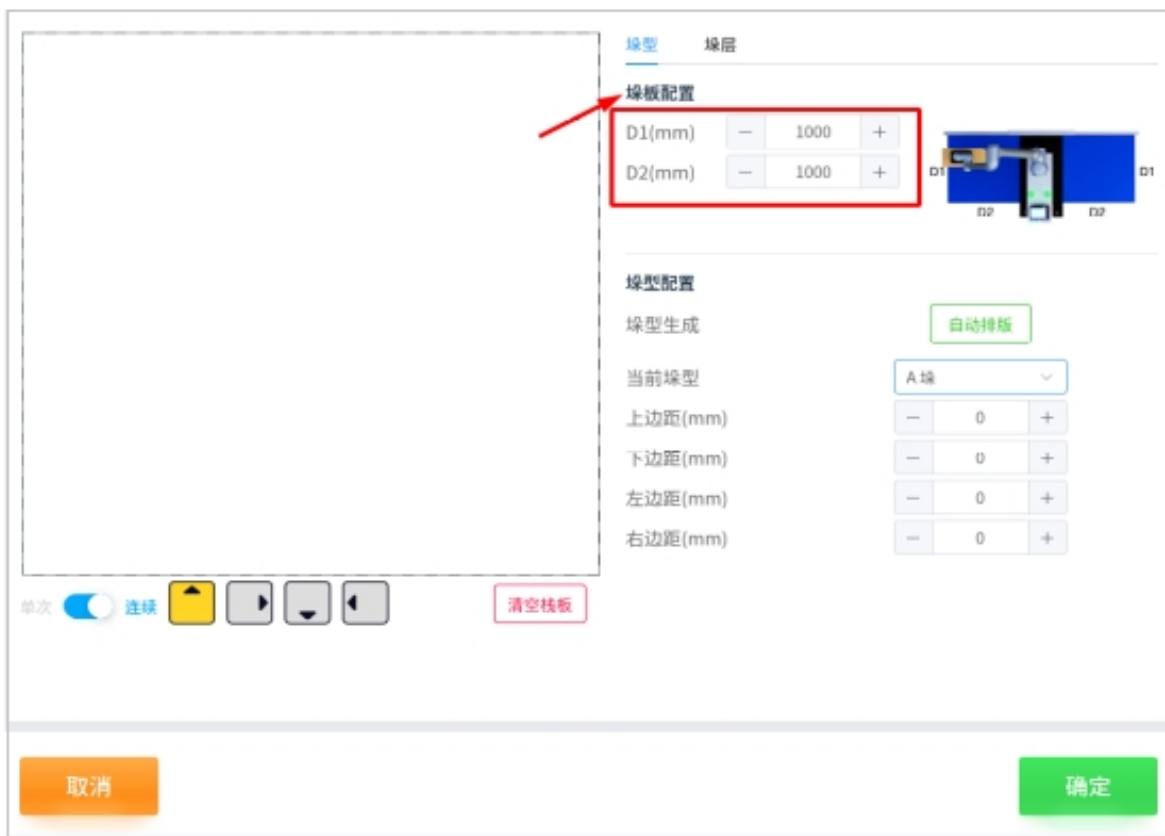 垛型 垛层
垛板配置
D1(mm) － 1000 +
D2(mm) － 1000 +
D1 D1
D2 D2
垛型配置
垛型生成 自动排版
当前垛型 A 垛
上边距(mm) － 0 +
下边距(mm) － 0 +
左边距(mm) － 0 +
右边距(mm) － 0 +
单次 连续 清空栈板
取消 确定